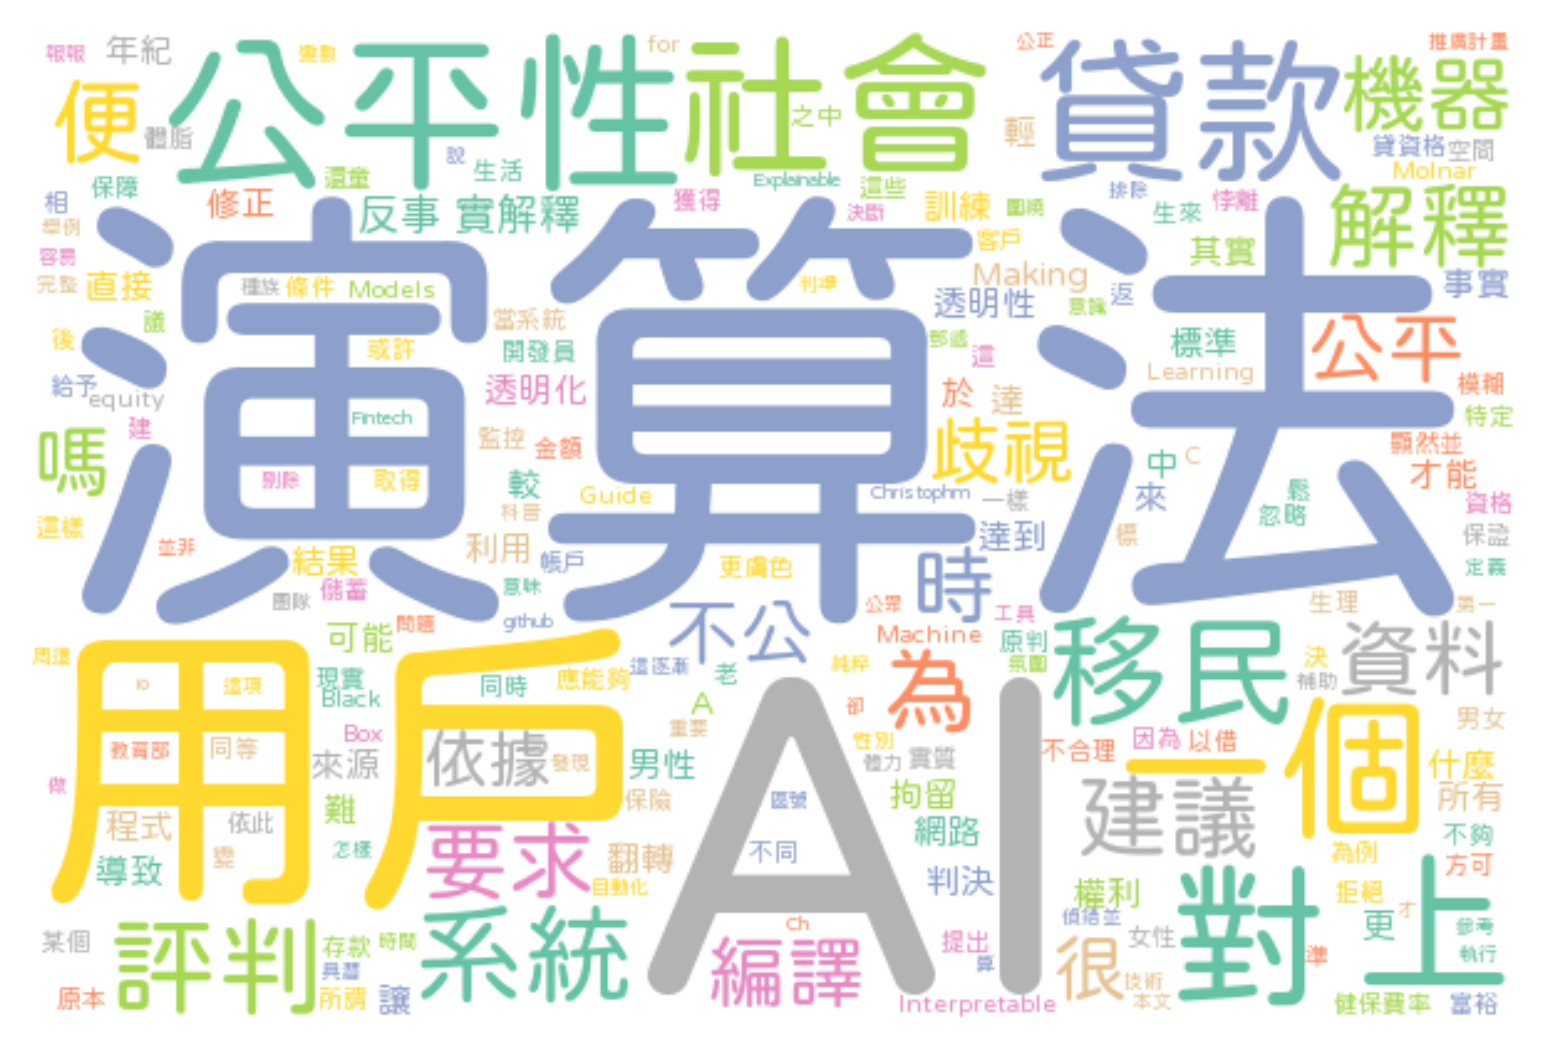 報報 年紀 公平性 變數 for 社會 公正 貸款 推廣計畫
便 體脂 之中 輕 機器
說 生活 貸資格 空間
保障 還童 Explainable 這些 排除 Molnar
相 修正 反事 實解釋 獲得 決斷 訓練 圍繞 生來 悖離 解釋
舉例 客戶 其實
容易 演算法
完整 直接 種族 條件 Models 利率 Making 透明性 意識 返 事實
議 當系統
後 或許 開發員 郵遞 這 標準 公平
給予 equity 透明化 於 達 Learning 模糊
建 Fintech 特定
嗎 監控 金額 歧視 中 C 顯然並
剔除 取得 較 Guide Christophm 一樣 來 鬆 才能
這樣 科普 忽略 資格
並非 利用 達到 標 保證
結果 帳戶 更膚色 時 定義
團隊 儲蓄 意味 公眾 工具 生理 第一
github 不公
可能 問題 Machine 原判 移民 資料
周遭 用戶 這逐漸 純粹 為 氛圍 決
io 這項 現實 同時 應能夠 老 補助
Black A 卻 男女
教育部 同等 Box 重要 性別 不合理 因為 以借 一個
來源 依據 發現 男性 AI 體力 實質 什麼
做 難 保險 區號 拘留 建議 所有
程式 依此 要求 網路 不夠
變 怎樣 翻轉 不同 為例 方可
導致 自動化 判決 權利 拒絕
評判 系統 Ch 偵錯並 對 上 才
某個 存款 時間 編譯 提出 女性 更 參考
具潛 算 很 準 執行
原本 所謂 讓 Interpretable 技術 本文 健保費率 富裕